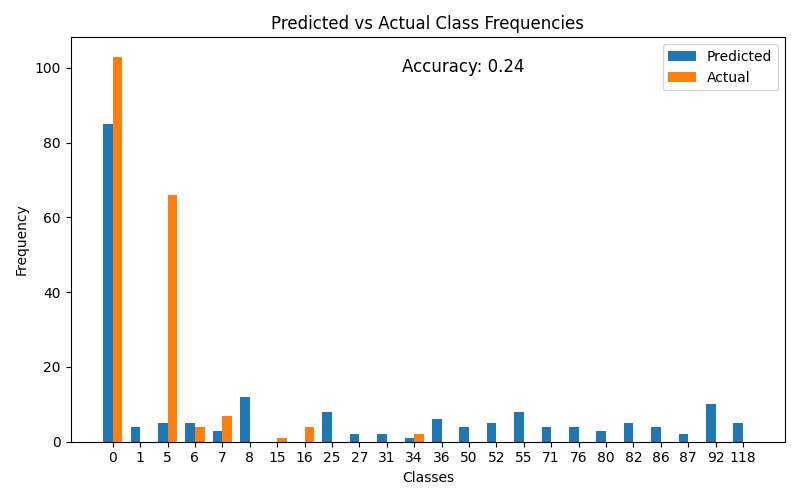 Predicted vs Actual Class Frequencies
Accuracy: 0.24
Predicted
Actual
Frequency
100
80
60
40
20
0
0 1 5 6 7 8 15 16 25 27 31 34 36 50 52 55 71 76 80 82 86 87 92 118
Classes